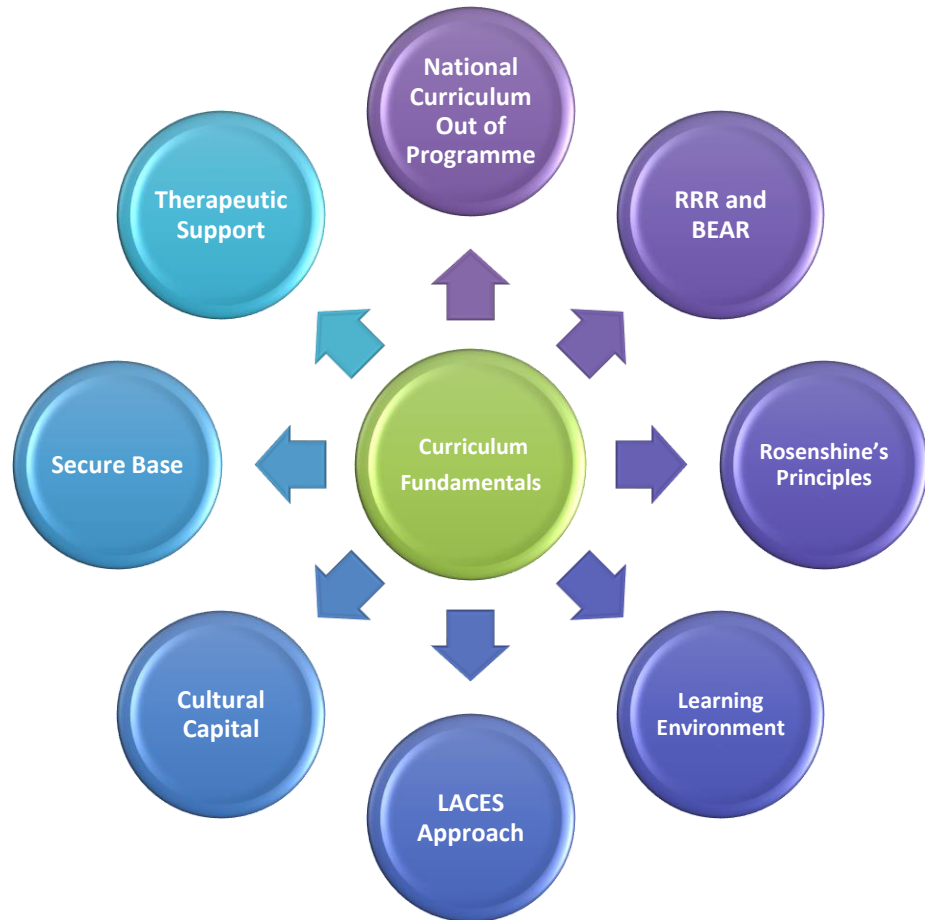 National
Curriculum
Out of
Programme
RRR and
BEAR
Rosenshine's
Principles
Learning
Environment
LACES
Approach
Cultural
Capital
Secure Base
Therapeutic
Support
Curriculum
Fundamentals